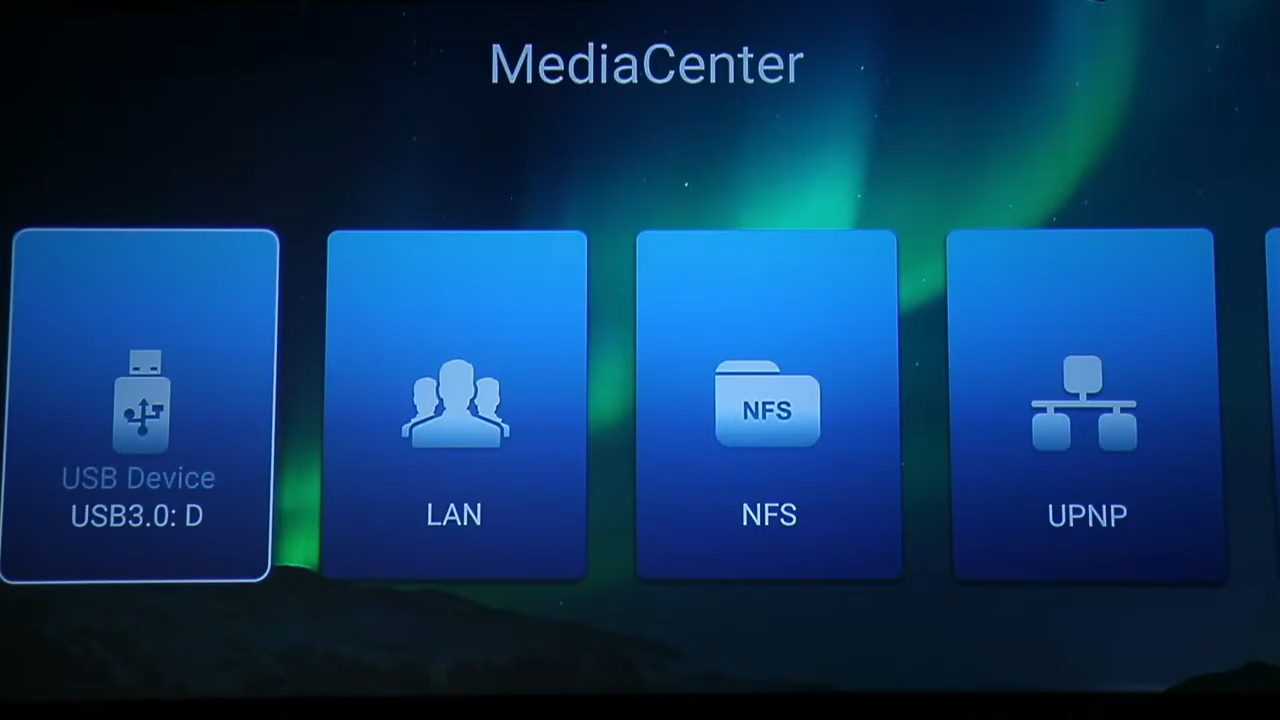 MediaCenter
USB Device
USB3.0: D
LAN
NFS
NFS
UPNP